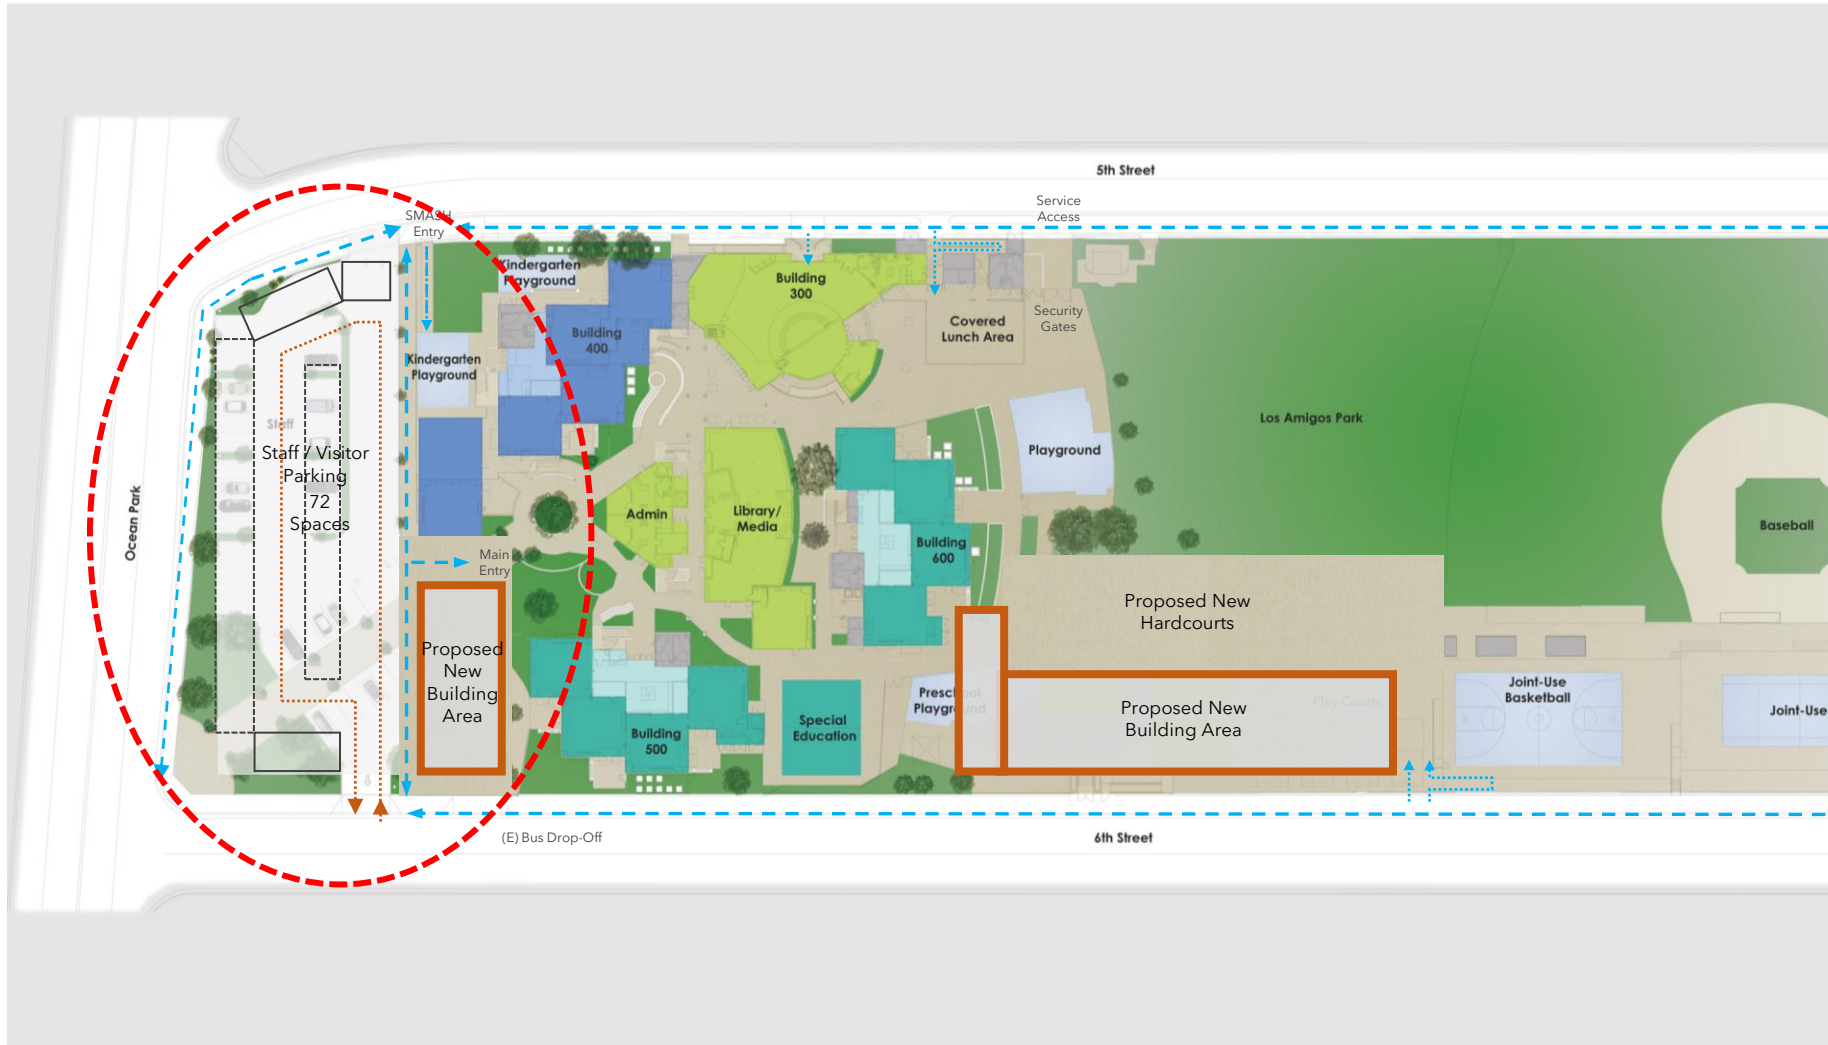 5th Street
SMASH
Entry
Service
Access
Kindergarten
Playground
Building
300
Covered
Lunch Area
Security
Gates
Building
400
Kindergarten
Playground
Los Amigos Park
Staff
Staff / Visitor
Parking
72
Spaces
Playground
Ocean Park
Admin
Library/
Media
Baseball
Main
Entry
Building
600
Proposed New
Hardcourts
Proposed
New
Building
Area
Preschool
Playground
Proposed New
Building Area
Play Courts
Joint-Use
Basketball
Joint-Use
Special
Education
Building
500
(E) Bus Drop-Off
6th Street